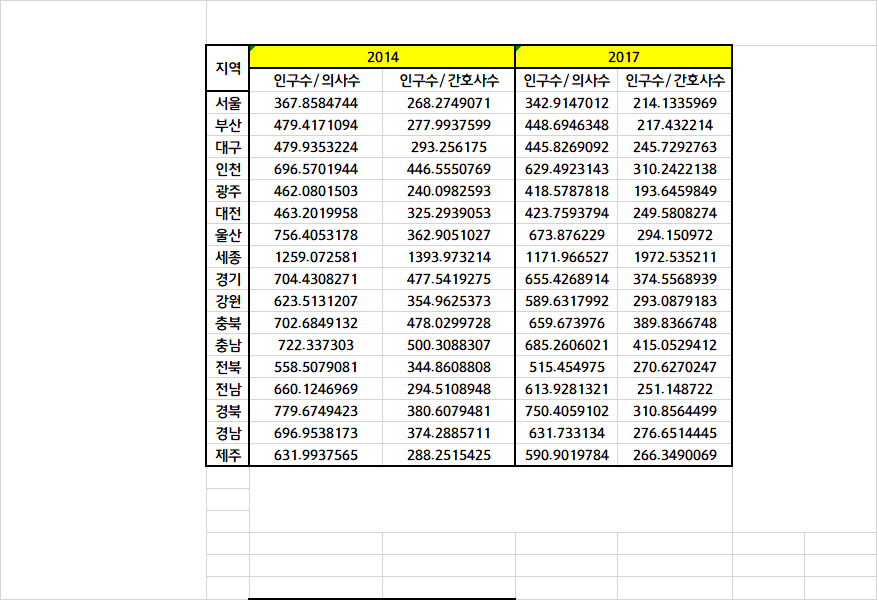 지역 2014 2017
인구수/의사수 인구수/간호사수 인구수/의사수 인구수/간호사수
서울 367.8584744 268.2749071 342.9147012 214.1335969
부산 479.4171094 277.9937599 448.6946348 217.432214
대구 479.9353224 293.256175 445.8269092 245.7292763
인천 696.5701944 446.5550769 629.4923143 310.2422138
광주 462.0801503 240.0982593 418.5787818 193.6459849
대전 463.2019958 325.2939053 423.7593794 249.5808274
울산 756.4053178 362.9051027 673.876229 294.150972
세종 1259.072581 1393.973214 1171.966527 1972.535211
경기 704.4308271 477.5419275 655.4268914 374.5568939
강원 623.5131207 354.9625373 589.6317992 293.0879183
충북 702.6849132 478.0299728 659.673976 389.8366748
충남 722.337303 500.3088307 685.2606021 415.0529412
전북 558.5079081 344.8608808 515.454975 270.6270247
전남 660.1246969 294.5108948 613.9281321 251.148722
경북 779.6749423 380.6079481 750.4059102 310.8564499
경남 696.9538173 374.2885711 631.733134 276.6514445
제주 631.9937565 288.2515425 590.9019784 266.3490069